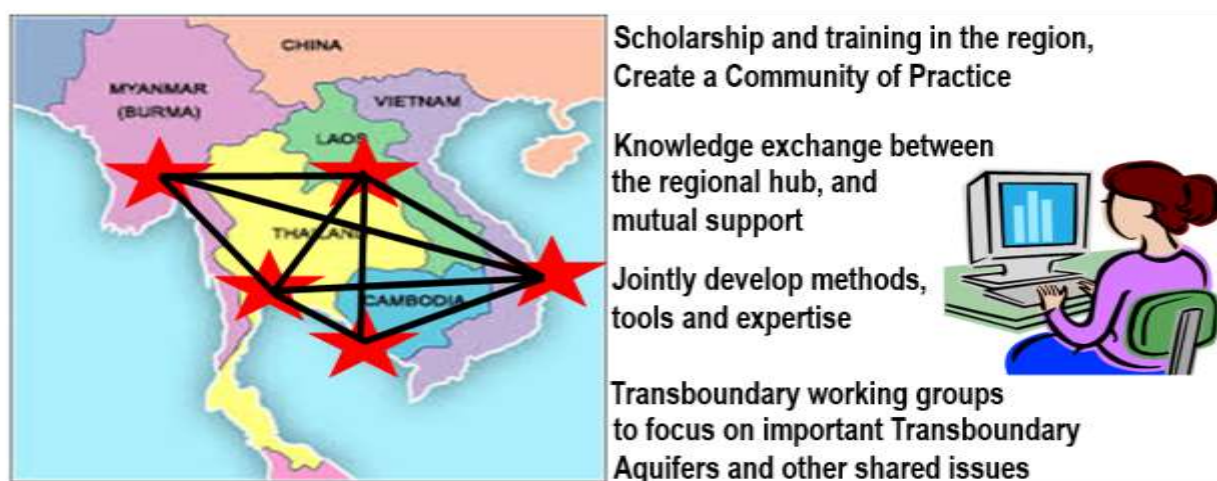 CHINA
MYANMAR
(BURMA)
VIETNAM
LAOS
THAILAND
CAMBODIA
Scholarship and training in the region,
Create a Community of Practice
Knowledge exchange between
the regional hub, and
mutual support
Jointly develop methods,
tools and expertise
Transboundary working groups
to focus on important Transboundary
Aquifers and other shared issues